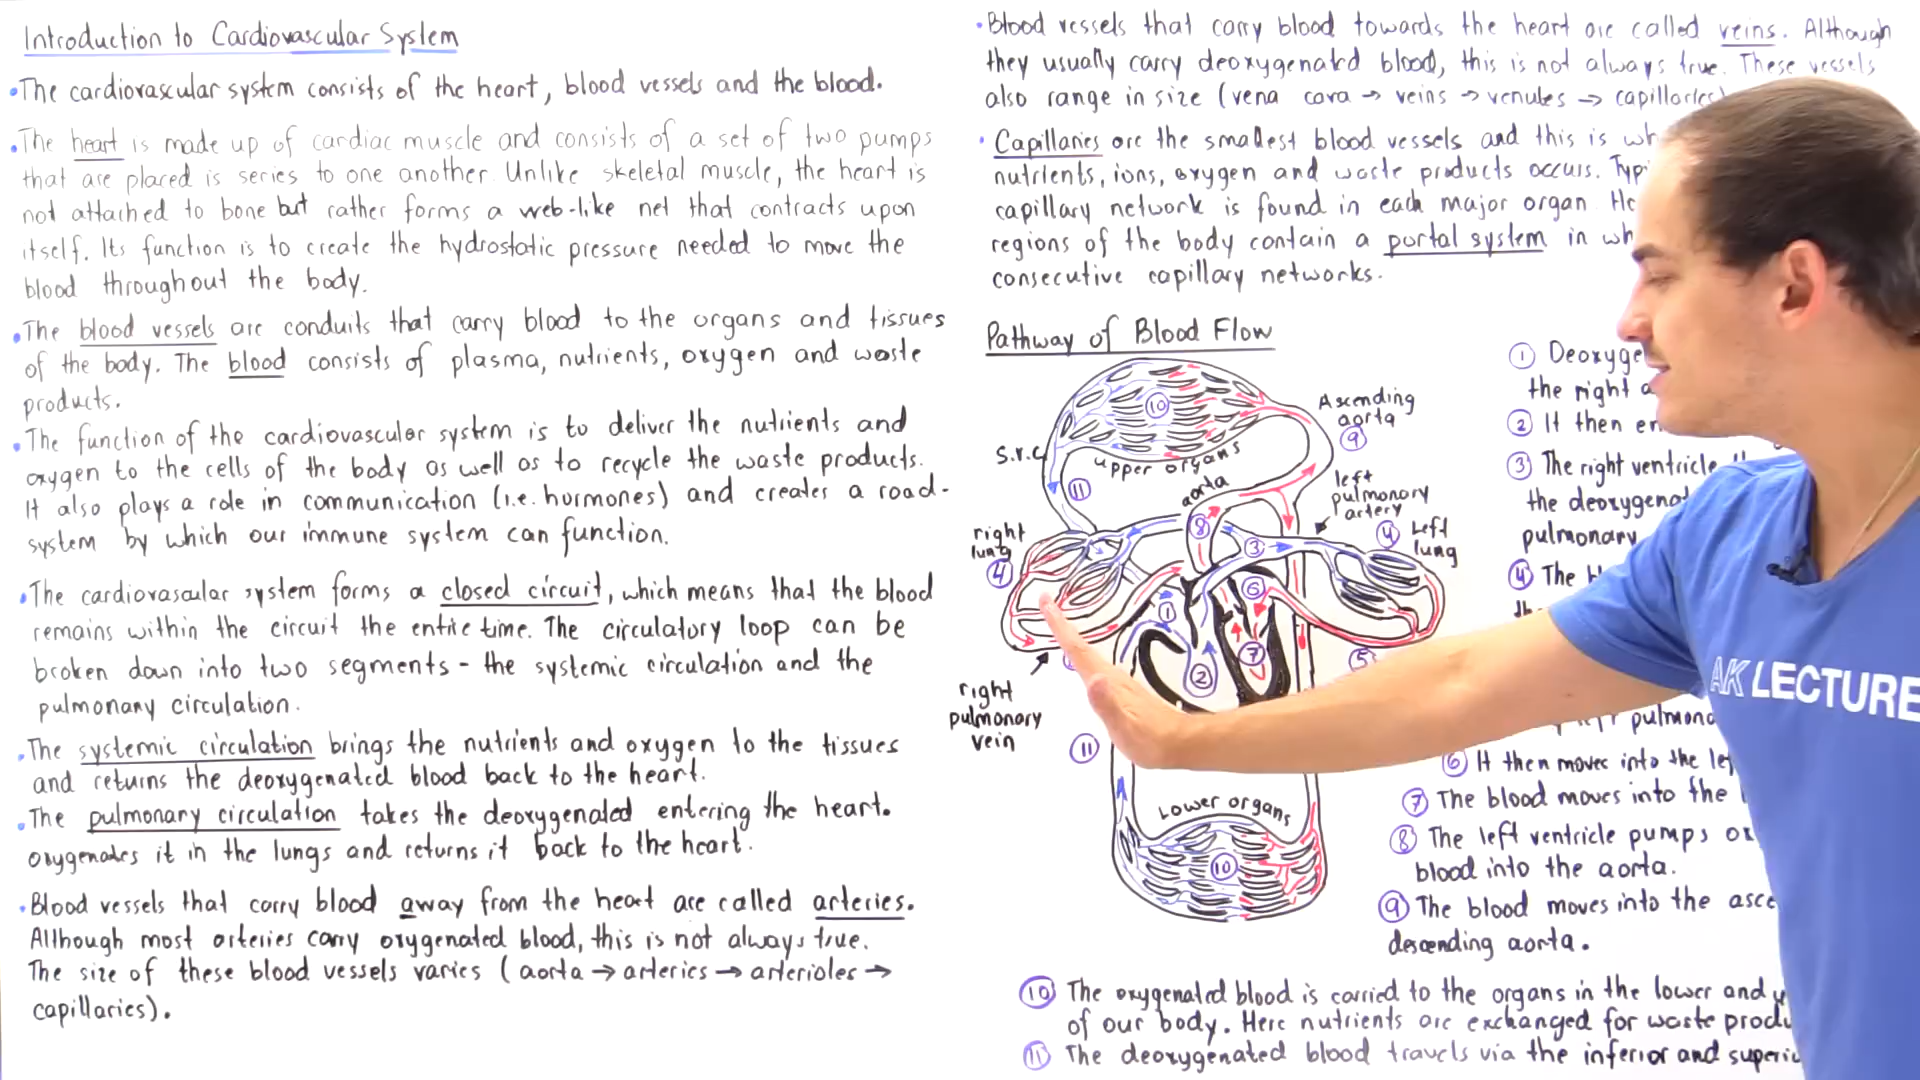 Introduction to Cardiovascular System
•The cardiovascular system consists of the heart, blood vessels and the blood.
•The heart is made up of cardiac muscle and consists of a set of two pumps
that are placed is series to one another. Unlike skeletal muscle, the heart is
not attached to bone but rather forms a web-like net that contracts upon
itself. Its function is to create the hydrostatic pressure needed to move the
blood throughout the body.
•The blood vessels are conduits that carry blood to the organs and tissues
of the body. The blood consists of plasma, nutrients, oxygen and waste
products.
•The function of the cardiovascular system is to deliver the nutrients and
oxygen to the cells of the body as well as to recycle the waste products.
It also plays a role in communication (i.e. hormones) and creates a road-
system by which our immune system can function.
•The cardiovascular system forms a closed circuit, which means that the blood
remains within the circuit the entire time. The circulatory loop can be
broken down into two segments - the systemic circulation and the
pulmonary circulation.
•The systemic circulation brings the nutrients and oxygen to the tissues
and returns the deoxygenated blood back to the heart.
•The pulmonary circulation takes the deoxygenated entering the heart.
oxygenates it in the lungs and returns it back to the heart.
•Blood vessels that carry blood away from the heart are called arteries.
Although most arteries carry oxygenated blood, this is not always true.
The size of these blood vessels varies (aorta → arteries → arterioles →
capillaries).
•Blood vessels that carry blood towards the heart are called veins. Although
they usually carry deoxygenated blood, this is not always true. These vessels
also range in size (vena cava → veins → venules → capillaries)
•Capillaries are the smallest blood vessels and this is wh
nutrients, ions, oxygen and waste products occurs. Typi
capillary network is found in each major organ. Ho
regions of the body contain a portal system in wh
consecutive capillary networks.
Pathway of Blood Flow
10
upper organs
S.V.C.
11
Ascending
aorta
9
aorta
8
left
pulmonary
artery
4 Left
lung
right
lung
4
3
6
1
7
2
5
right
pulmonary
vein
11
Lower organs
10
① Deoxyge
the right a
② It then en
③ The right ventricle
the deoxygenat
pulmonary
④ The bl
the
pulmona
⑥ It then moves into the lef
⑦ The blood moves into the
⑧ The left ventricle pumps ox
blood into the aorta.
⑨ The blood moves into the asce
descending aorta.
⑩ The oxygenated blood is carried to the organs in the lower and u
of our body. Here nutrients are exchanged for waste produ
⑪ The deoxygenated blood travels via the inferior and superio
AK LECTURE